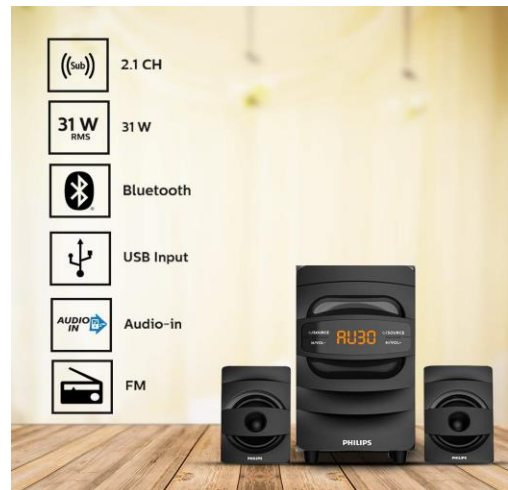 ((Sub))
2.1 CH
31 W
RMS
31 W
Bluetooth
USB Input
AUDIO
IN
Audio-in
FM
AU30
PHILIPS
PHILIPS
PHILIPS